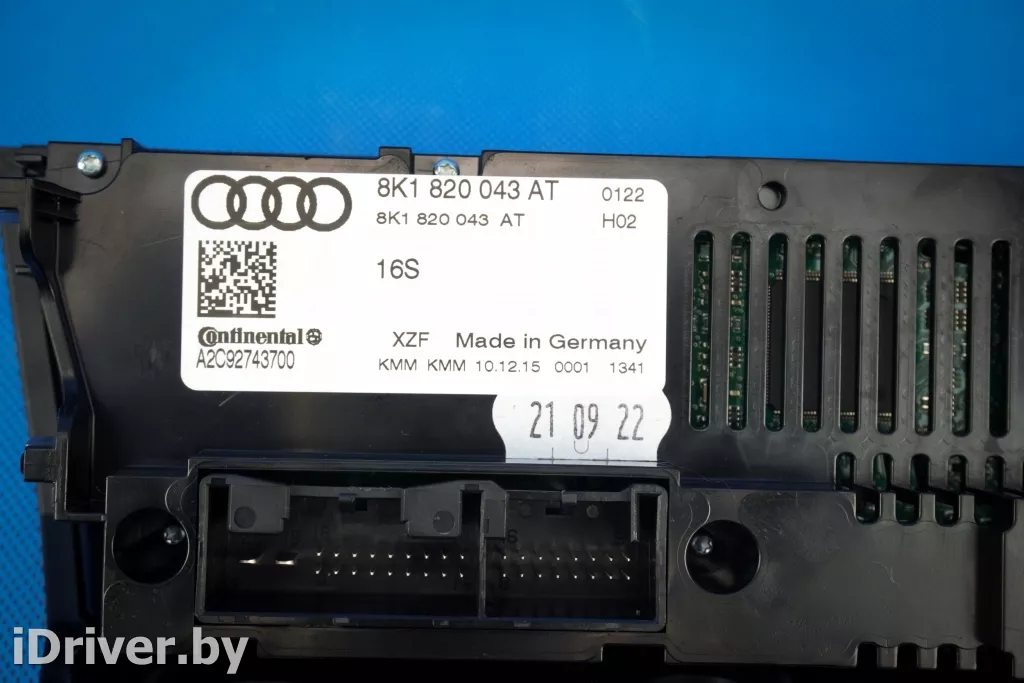 8K1 820 043 AT 0122
8K1 820 043 AT H02
16S
Continental
A2C92743700
XZF Made in Germany
KMM KMM 10.12.15 0001 1341
21 09 22
iDriver.by